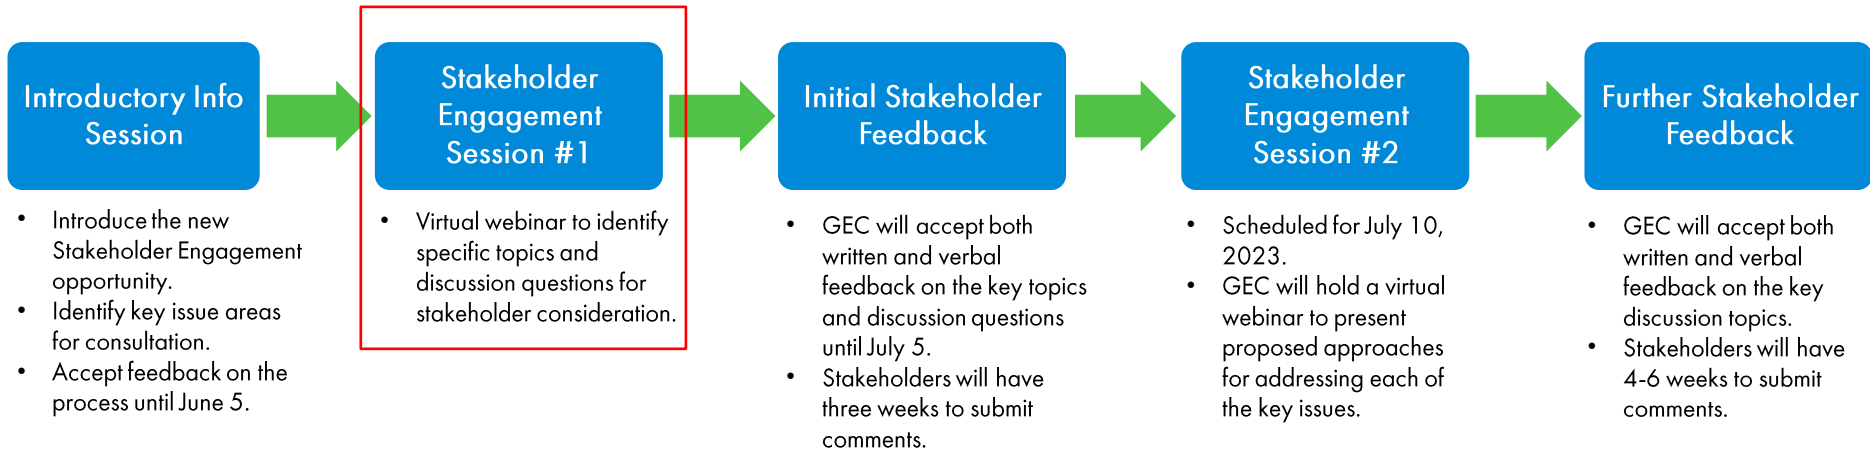 Introductory Info
Session
• Introduce the new
Stakeholder Engagement
opportunity.
• Identify key issue areas
for consultation.
• Accept feedback on the
process until June 5.
Stakeholder
Engagement
Session #1
• Virtual webinar to identify
specific topics and
discussion questions for
stakeholder consideration.
Initial Stakeholder
Feedback
• GEC will accept both
written and verbal
feedback on the key topics
and discussion questions
until July 5.
• Stakeholders will have
three weeks to submit
comments.
Stakeholder
Engagement
Session #2
• Scheduled for July 10,
2023.
• GEC will hold a virtual
webinar to present
proposed approaches
for addressing each of
the key issues.
Further Stakeholder
Feedback
• GEC will accept both
written and verbal
feedback on the key
discussion topics.
• Stakeholders will have
4-6 weeks to submit
comments.